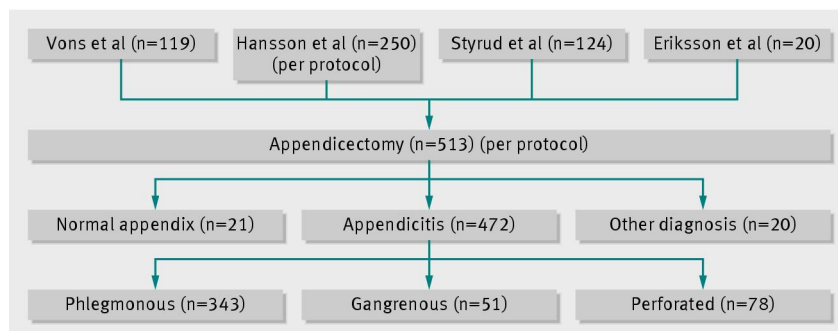 Vons et al (n=119)
Hansson et al (n=250)
(per protocol)
Styrud et al (n=124)
Eriksson et al (n=20)
Appendicectomy (n=513) (per protocol)
Normal appendix (n=21)
Appendicitis (n=472)
Other diagnosis (n=20)
Phlegmonous (n=343)
Gangrenous (n=51)
Perforated (n=78)